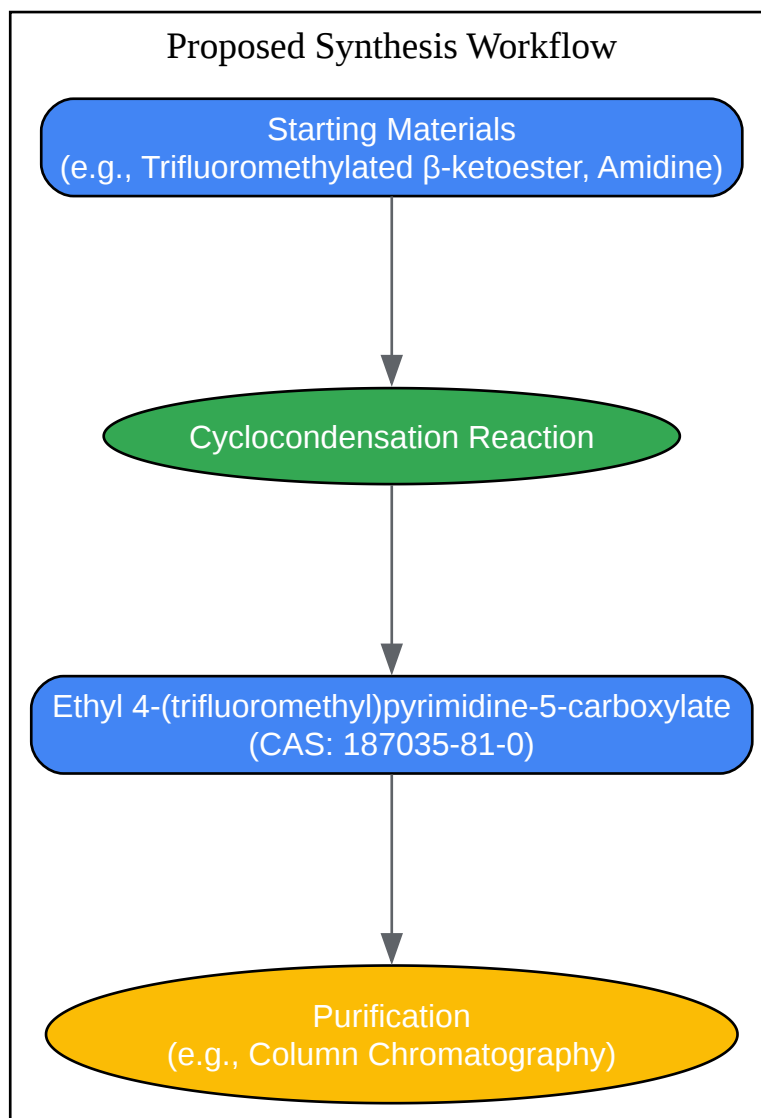 Proposed Synthesis Workflow
Starting Materials
(e.g., Trifluoromethylated β-ketoester, Amidine)
Cyclocondensation Reaction
Ethyl 4-(trifluoromethyl)pyrimidine-5-carboxylate
(CAS: 187035-81-0)
Purification
(e.g., Column Chromatography)